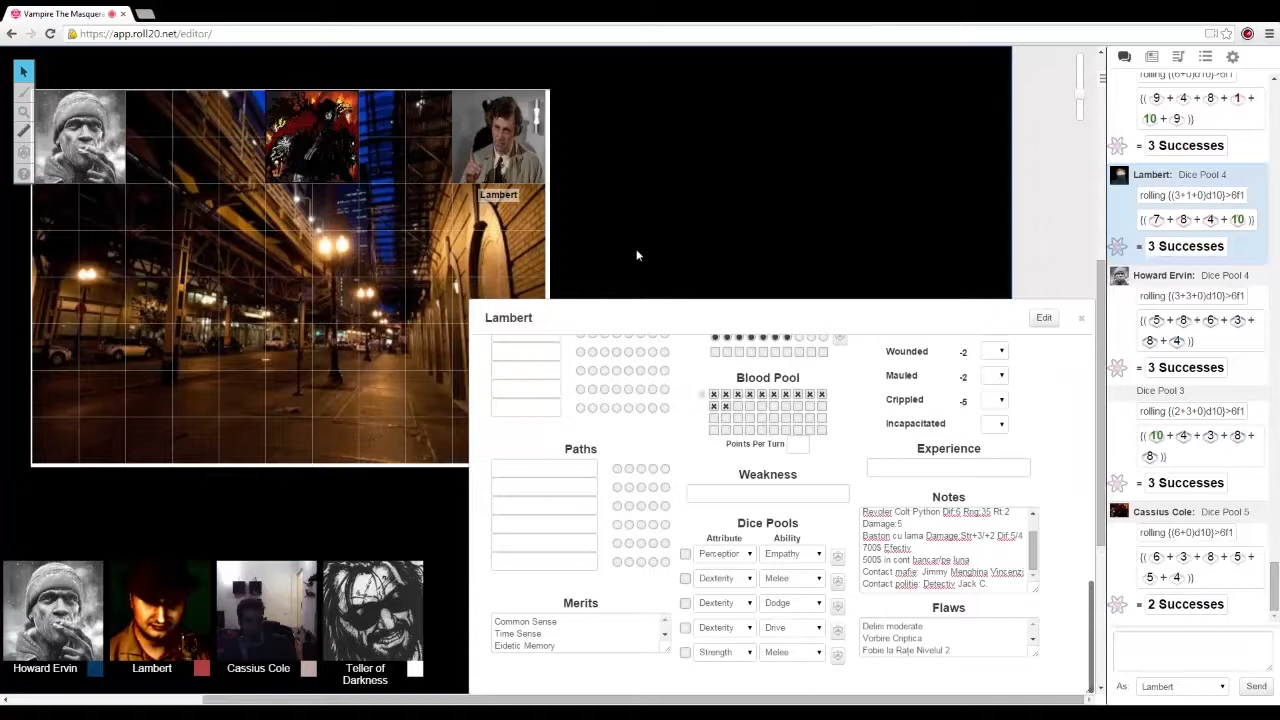 Vampire The Masquera
https://app.roll20.net/editor/
Lambert
Lambert
Edit
Blood Pool
Points Per Turn
Weakness
Dice Pools
Attribute Ability
Perception Empathy
Dexterity Melee
Dexterity Dodge
Dexterity Drive
Strength Melee
Paths
Merits
Common Sense
Time Sense
Eidetic Memory
Wounded -2
Mauled -2
Crippled -5
Incapacitated
Experience
Notes
Revoler Colt Python Dif:6 Rng:35 Rt:2
Damage:5
Baston cu lama Damage:Str+3/+2 Dif:5/4
700$ Efectiv
500$ in cont bancar/pe luna
Contact mafie: Jimmy Menghina Vincenzi
Contact politie: Detectiv Jack C.
Flaws
Delini moderate
Vorbire Criptica
Fobie la Rațe Nivelul 2
Howard Ervin
Lambert
Cassius Cole
Teller of
Darkness
rolling {(6+0)d10}>6f1
(( 9 + 4 + 8 + 1 +
10 + 9 ))
= 3 Successes
Lambert: Dice Pool 4
rolling {(3+1+0)d10}>6f1
(( 7 + 8 + 4 + 10 ))
= 3 Successes
Howard Ervin: Dice Pool 4
rolling {(3+3+0)d10}>6f1
(( 5 + 8 + 6 + 3 +
8 + 4 ))
= 3 Successes
Dice Pool 3
rolling {(2+3+0)d10}>6f1
(( 10 + 4 + 3 + 8 +
8 ))
= 3 Successes
Cassius Cole: Dice Pool 5
rolling {(6+0)d10}>6f1
(( 6 + 3 + 8 + 5 +
5 + 4 ))
= 2 Successes
As: Lambert Send